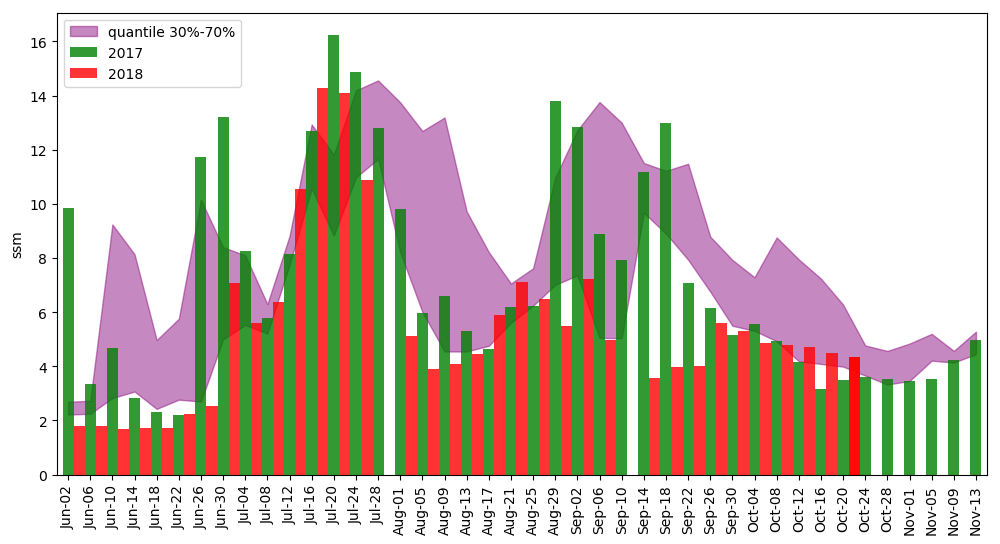 quantile 30%-70%
2017
2018
ssm
16
14
12
10
8
6
4
2
0
Jun-02
Jun-06
Jun-10
Jun-14
Jun-18
Jun-22
Jun-26
Jun-30
Jul-04
Jul-08
Jul-12
Jul-16
Jul-20
Jul-24
Jul-28
Aug-01
Aug-05
Aug-09
Aug-13
Aug-17
Aug-21
Aug-25
Aug-29
Sep-02
Sep-06
Sep-10
Sep-14
Sep-18
Sep-22
Sep-26
Sep-30
Oct-04
Oct-08
Oct-12
Oct-16
Oct-20
Oct-24
Oct-28
Nov-01
Nov-05
Nov-09
Nov-13